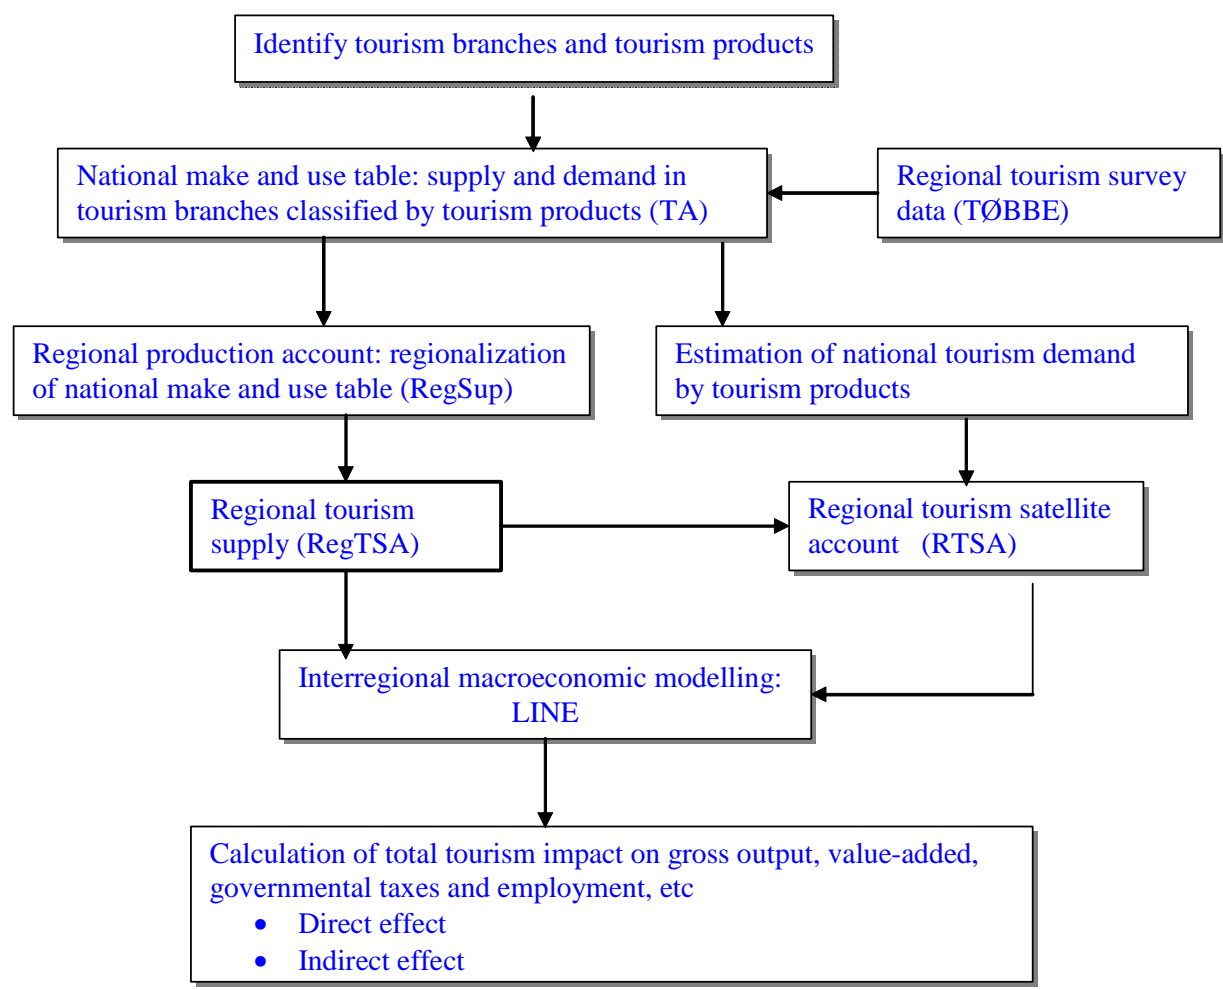 Identify tourism branches and tourism products
National make and use table: supply and demand in
tourism branches classified by tourism products (TA)
Regional tourism survey
data (TØBBE)
Regional production account: regionalization
of national make and use table (RegSup)
Estimation of national tourism demand
by tourism products
Regional tourism
supply (RegTSA)
Regional tourism satellite
account (RTSA)
Interregional macroeconomic modelling:
LINE
Calculation of total tourism impact on gross output, value-added,
governmental taxes and employment, etc
• Direct effect
• Indirect effect